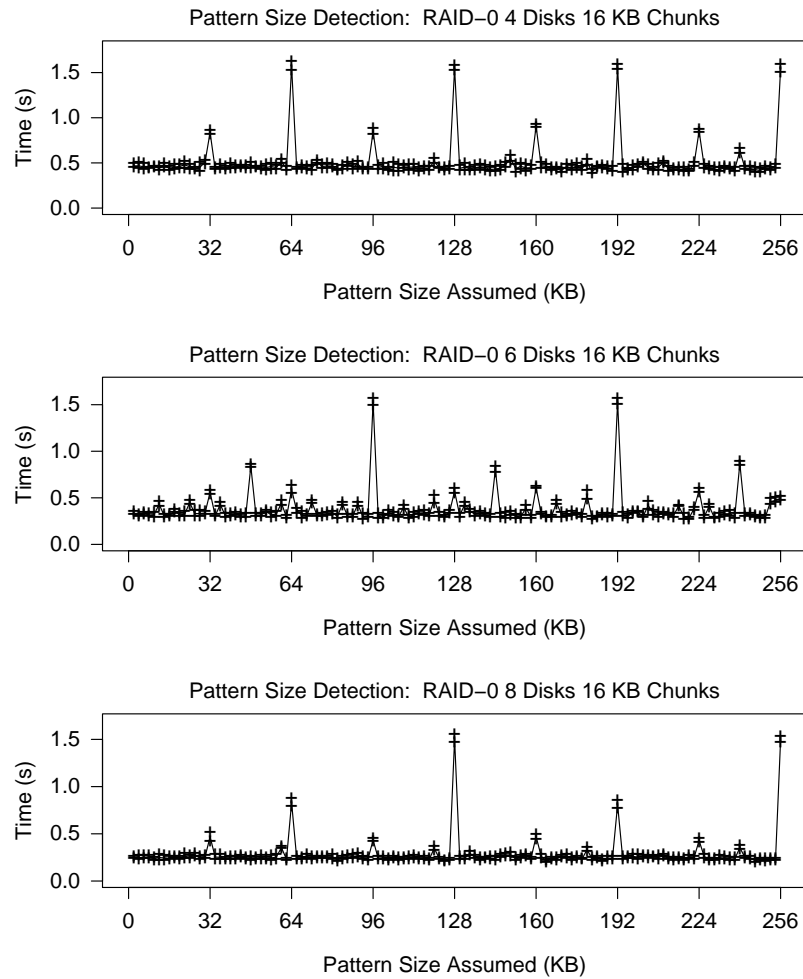 Pattern Size Detection:  RAID−0 4 Disks 16 KB Chunks
1.5
1.0
0.5
0.0
Time (s)
0 32 64 96 128 160 192 224 256
Pattern Size Assumed (KB)
Pattern Size Detection:  RAID−0 6 Disks 16 KB Chunks
1.5
1.0
0.5
0.0
Time (s)
0 32 64 96 128 160 192 224 256
Pattern Size Assumed (KB)
Pattern Size Detection:  RAID−0 8 Disks 16 KB Chunks
1.5
1.0
0.5
0.0
Time (s)
0 32 64 96 128 160 192 224 256
Pattern Size Assumed (KB)